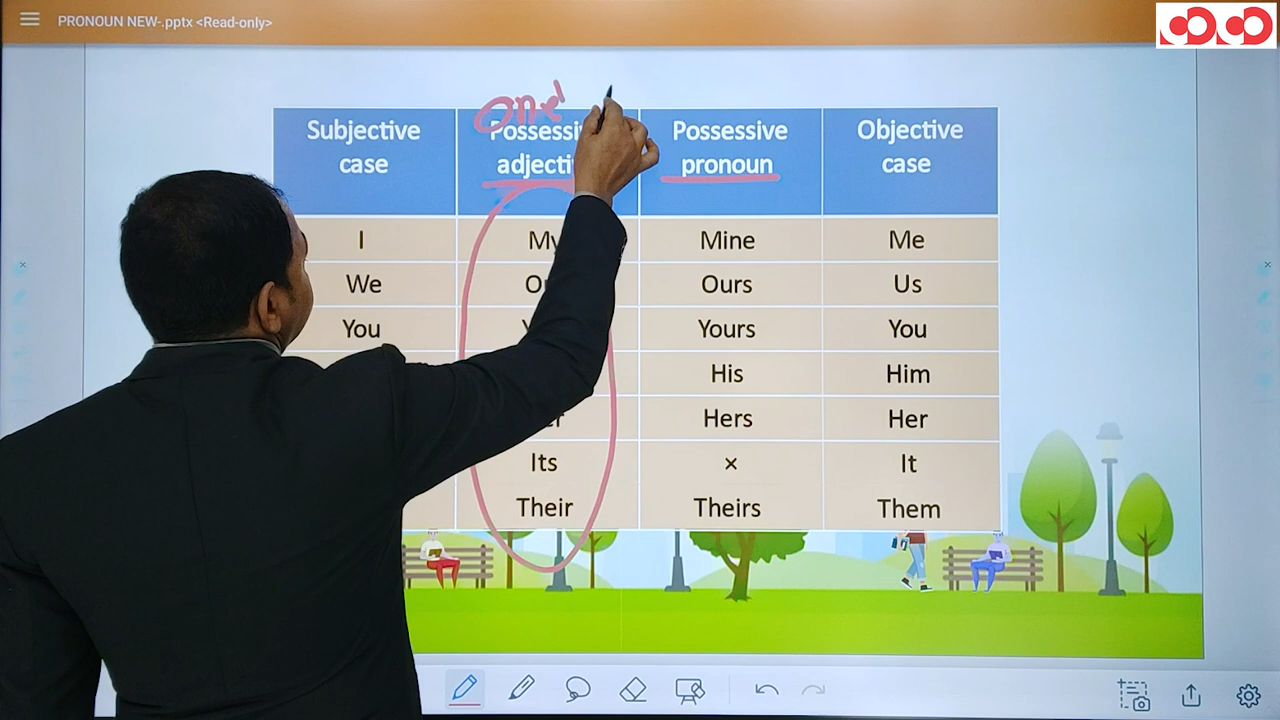 PRONOUN NEW-.pptx <Read-only>
one'
Subjective case
Possessive pronoun
Objective case
I Mine Me
We Ours Us
You Yours You
His Him
Hers Her
Its × It
Their Theirs Them